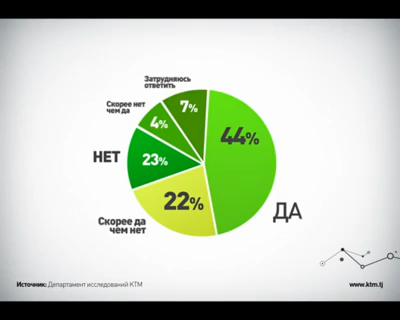 Затрудняюсь
ответить
7%
Скорее нет
чем да
4%
44%
НЕТ
23%
22%
ДА
Скорее да
чем нет
Источник: Департамент исследований КТМ
www.ktm.tj